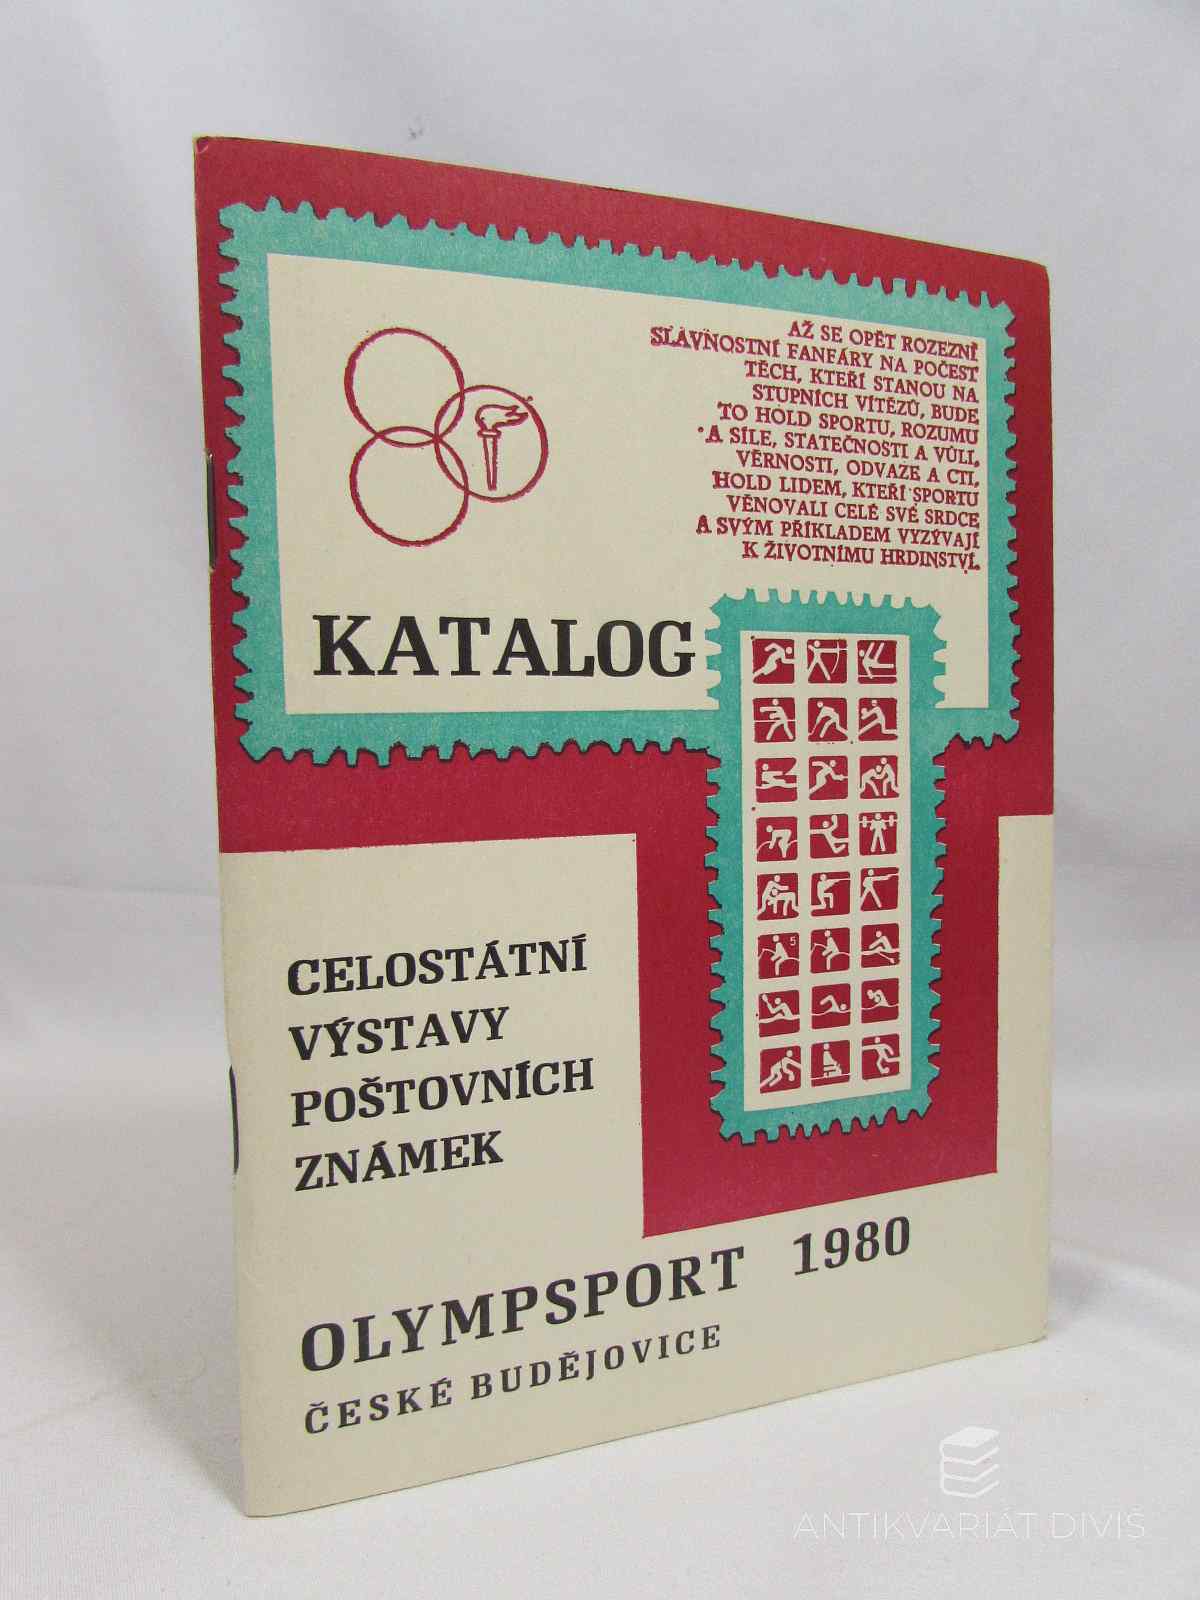 AŽ SE OPĚT ROZEZNĚ
SLAVNOSTNÍ FANFÁRY NA POČEST
TĚCH, KTEŘÍ STANOU NA
STUPNÍCH VÍTĚZŮ, BUDE
TO HOLD SPORTU, ROZUMU
A SÍLE, STATEČNOSTI A VŮLI,
VĚRNOSTI, ODVAZE A CTI,
HOLD LIDEM, KTEŘÍ SPORTU
VĚNOVALI CELÉ SVÉ SRDCE
A SVÝM PŘÍKLADEM VYZÝVAJÍ
K ŽIVOTNÍMU HRDINSTVÍ.
KATALOG
5
CELOSTÁTNÍ
VÝSTAVY
POŠTOVNÍCH
ZNÁMEK
OLYMPSPORT 1980
ČESKÉ BUDĚJOVICE
ANTIKVARIÁT DIVIŠ